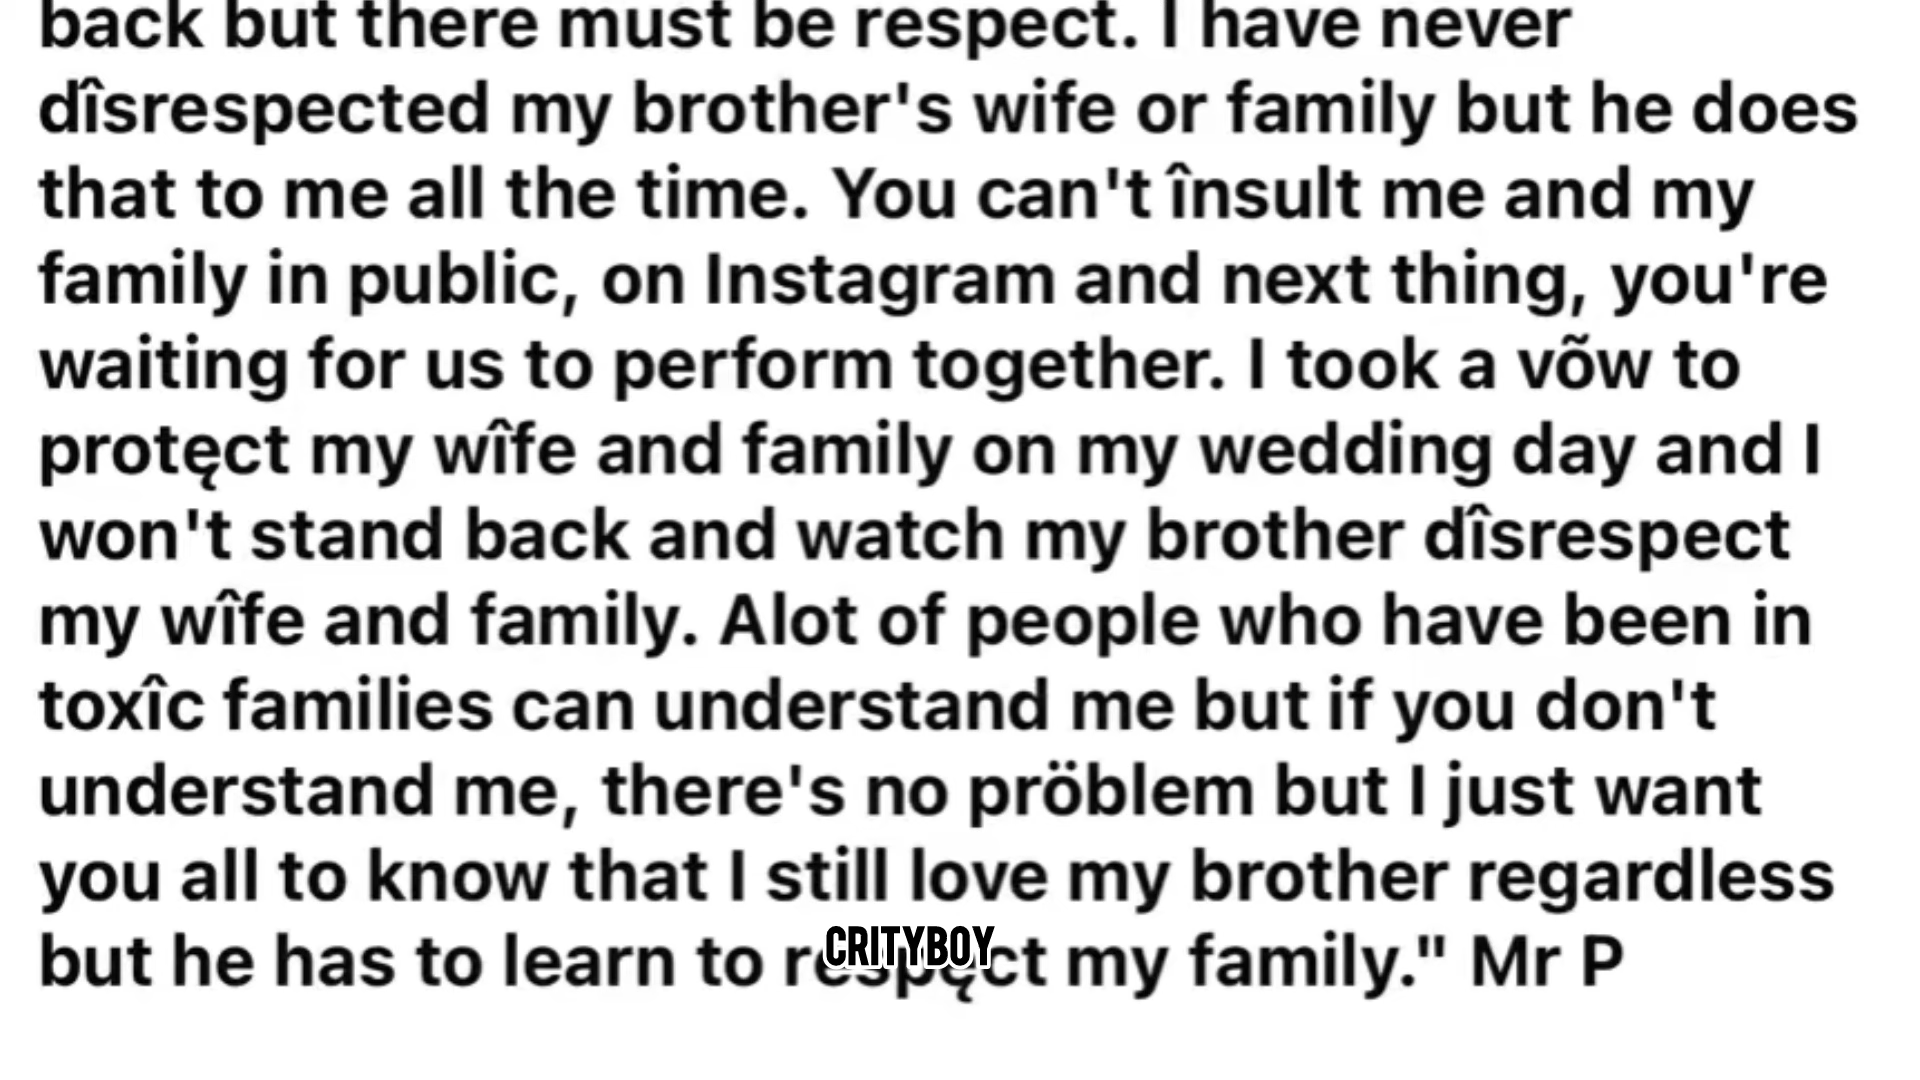 back but there must be respect. I have never
dîsrespected my brother's wife or family but he does
that to me all the time. You can't însult me and my
family in public, on Instagram and next thing, you're
waiting for us to perform together. I took a võw to
protęct my wîfe and family on my wedding day and I
won't stand back and watch my brother dîsrespect
my wîfe and family. Alot of people who have been in
toxîc families can understand me but if you don't
understand me, there's no pröblem but I just want
you all to know that I still love my brother regardless
but he has to learn to respęct my family." Mr P
CRITYBOY